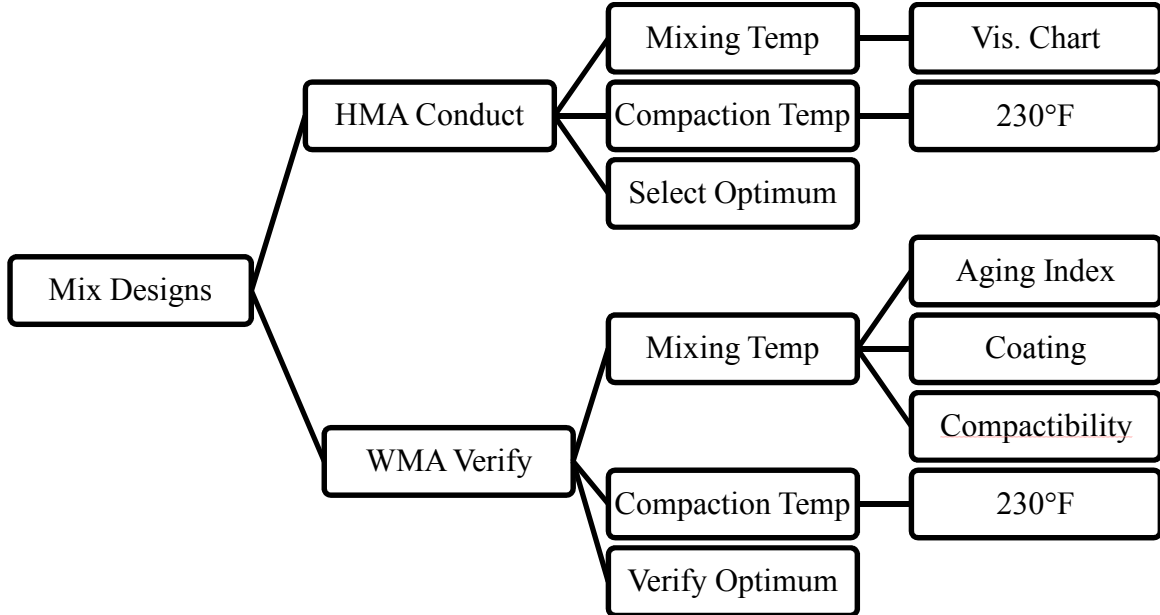 Mixing Temp
Vis. Chart
HMA Conduct
Compaction Temp
230°F
Select Optimum
Mix Designs
Aging Index
Mixing Temp
Coating
Compactibility
WMA Verify
Compaction Temp
230°F
Verify Optimum